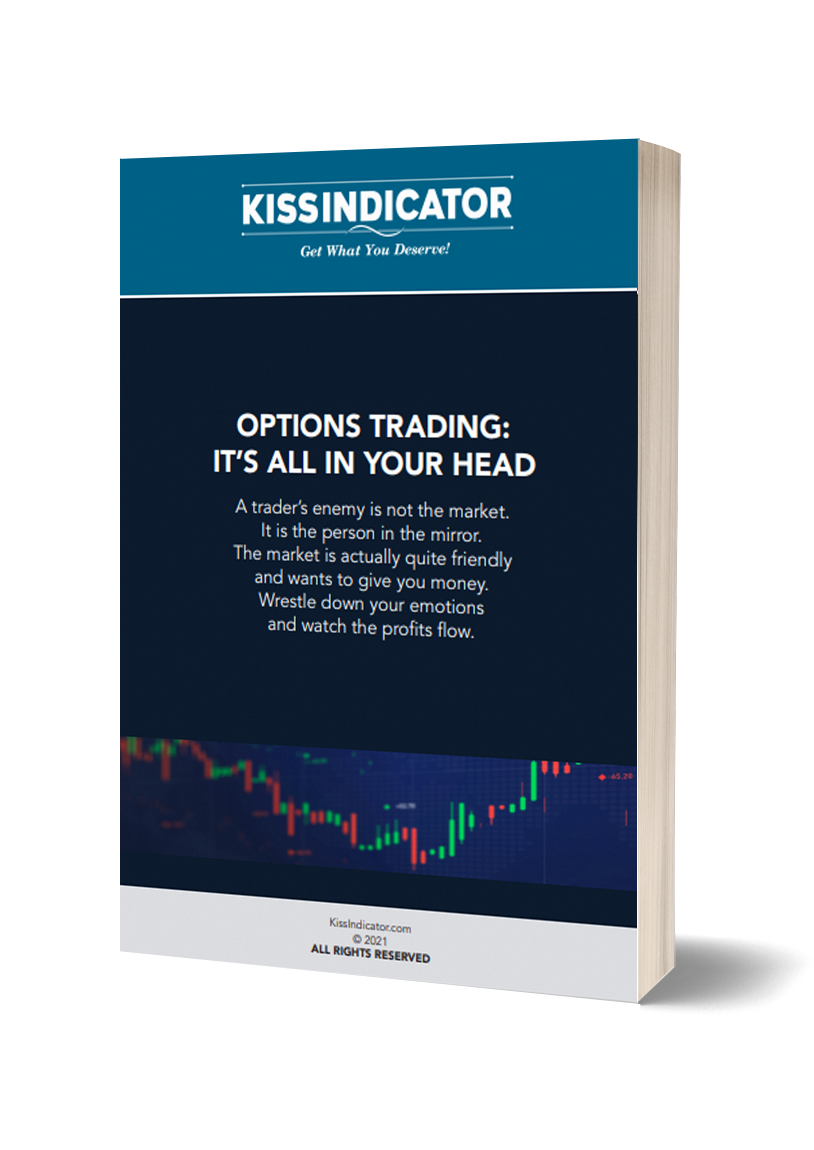 KISSINDICATOR
Get What You Deserve!
OPTIONS TRADING:
IT'S ALL IN YOUR HEAD
A trader's enemy is not the market.
It is the person in the mirror.
The market is actually quite friendly
and wants to give you money.
Wrestle down your emotions
and watch the profits flow.
KissIndicator.com
© 2021
ALL RIGHTS RESERVED